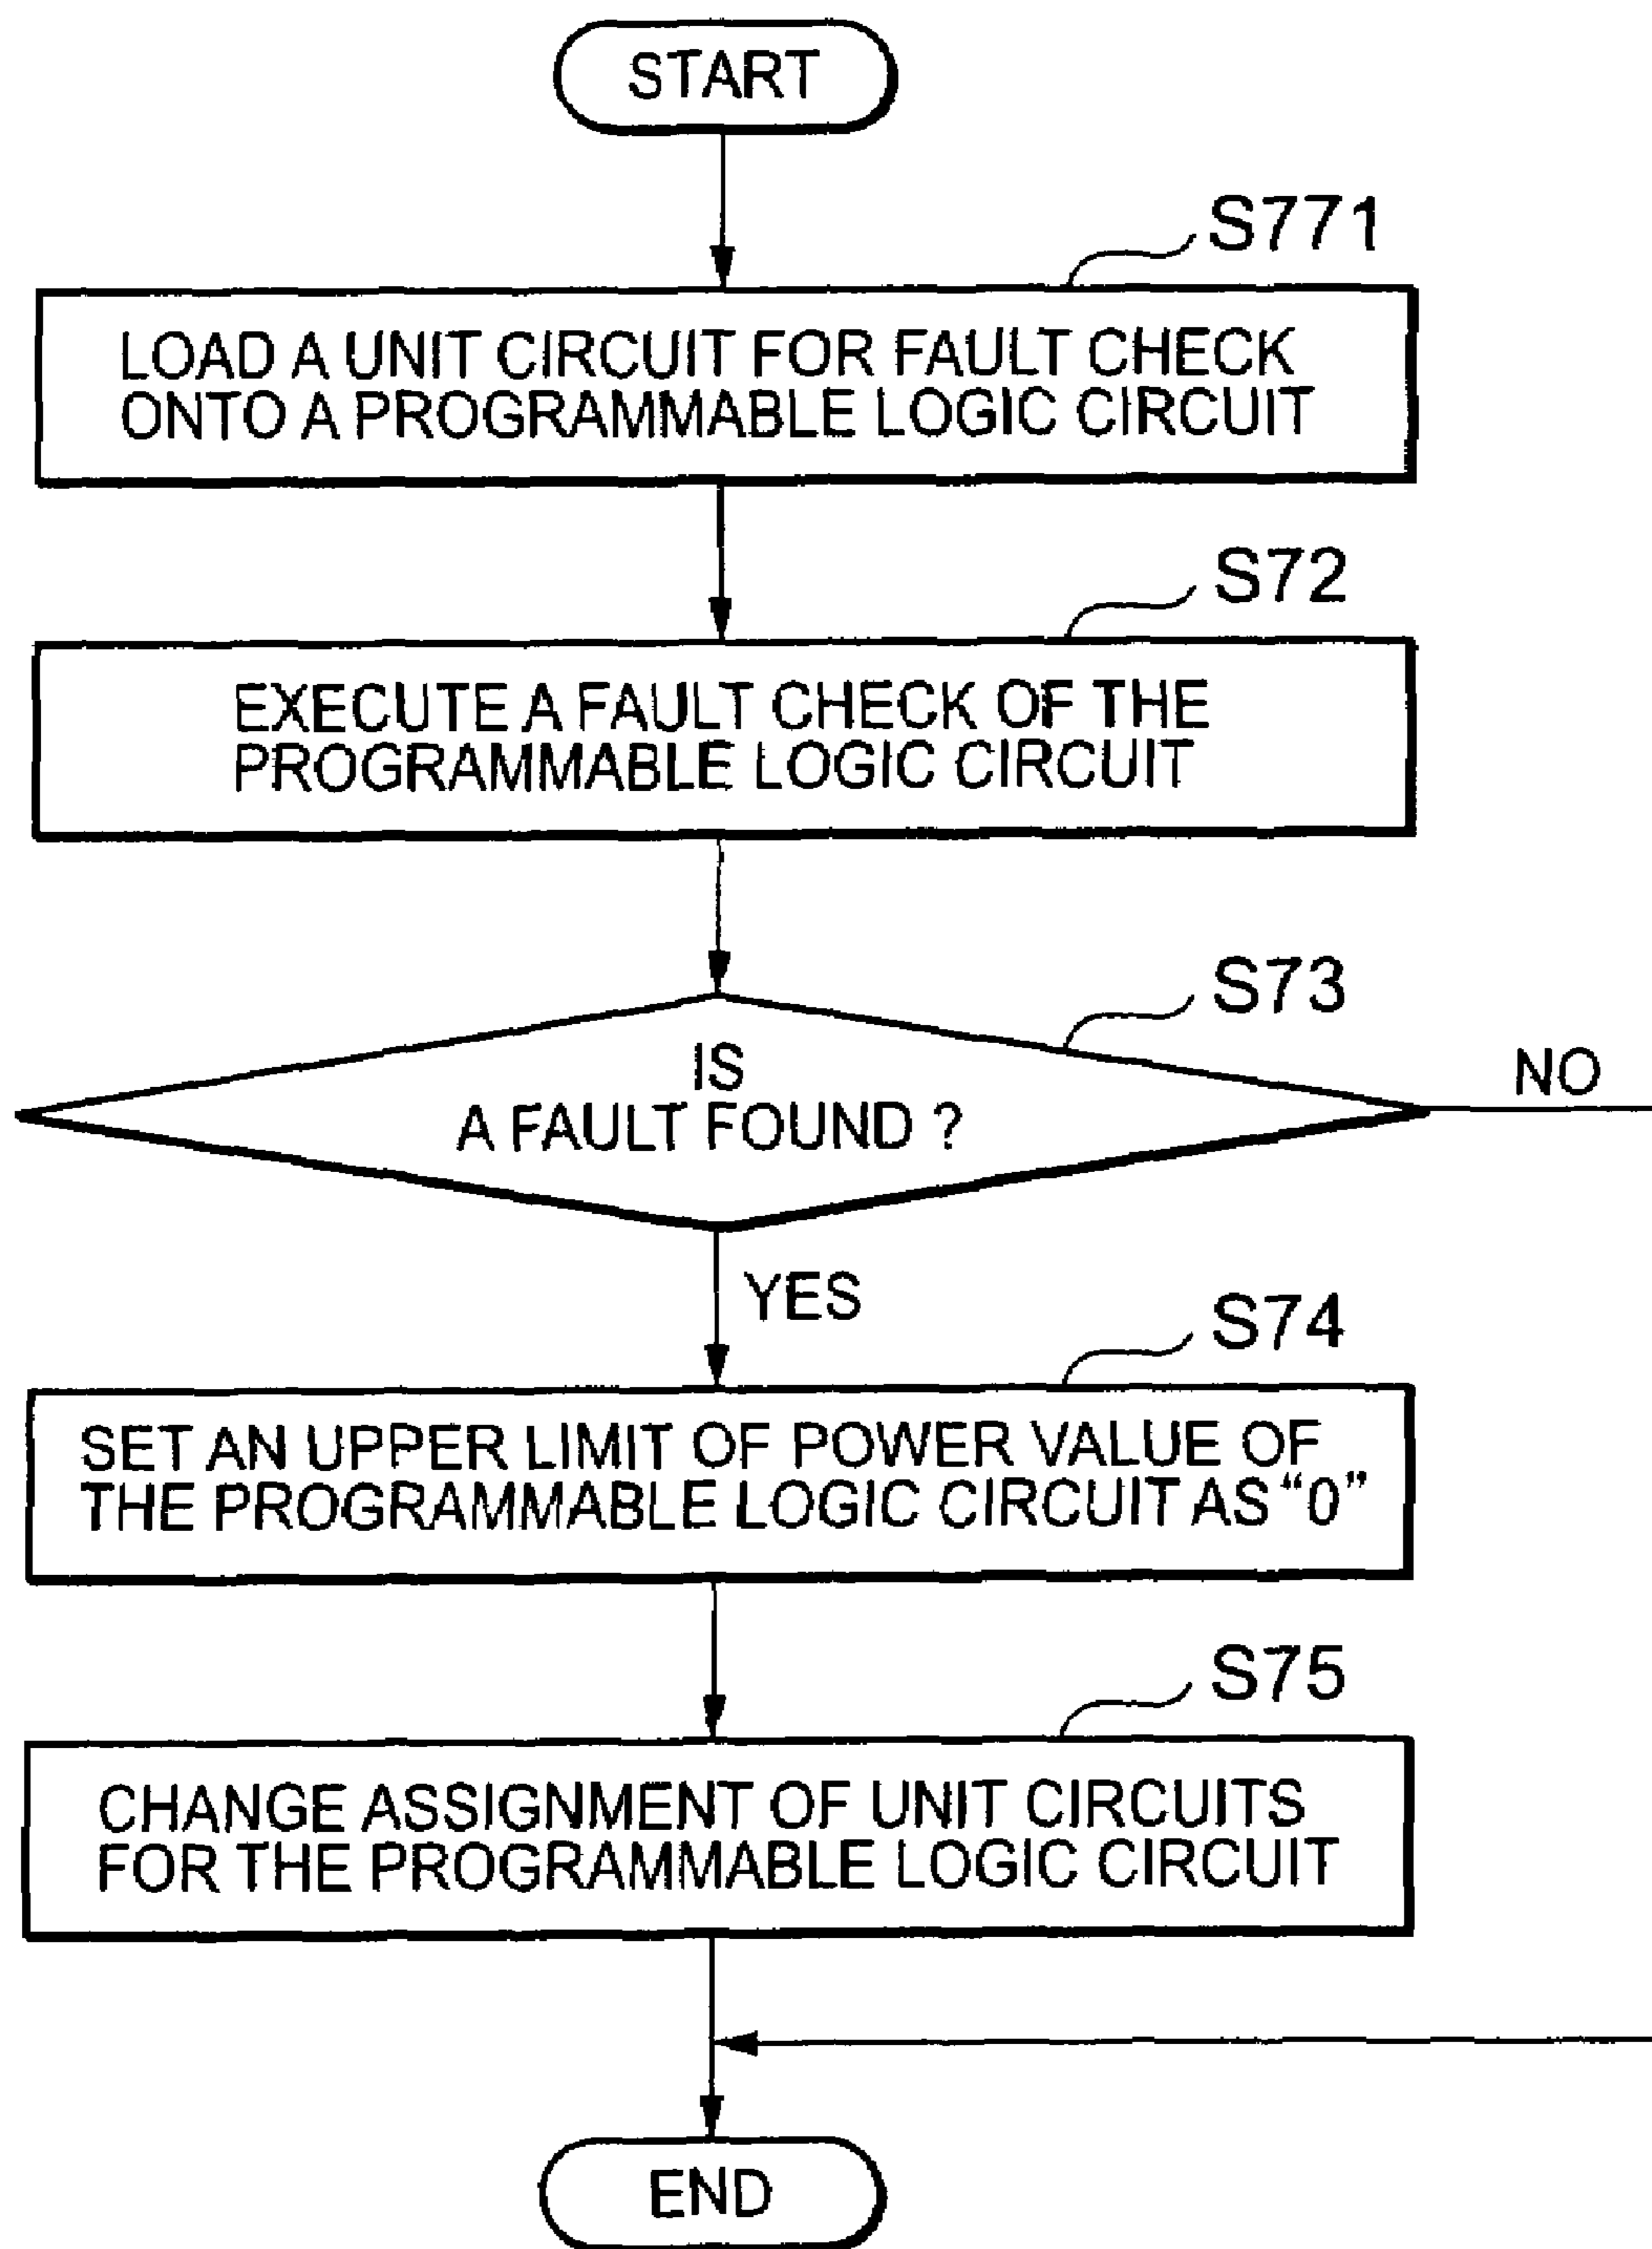 START
S771
LOAD A UNIT CIRCUIT FOR FAULT CHECK
ONTO A PROGRAMMABLE LOGIC CIRCUIT
S72
EXECUTE A FAULT CHECK OF THE
PROGRAMMABLE LOGIC CIRCUIT
S73
IS
A FAULT FOUND ?
NO
YES
S74
SET AN UPPER LIMIT OF POWER VALUE OF
THE PROGRAMMABLE LOGIC CIRCUIT AS “0”
S75
CHANGE ASSIGNMENT OF UNIT CIRCUITS
FOR THE PROGRAMMABLE LOGIC CIRCUIT
END